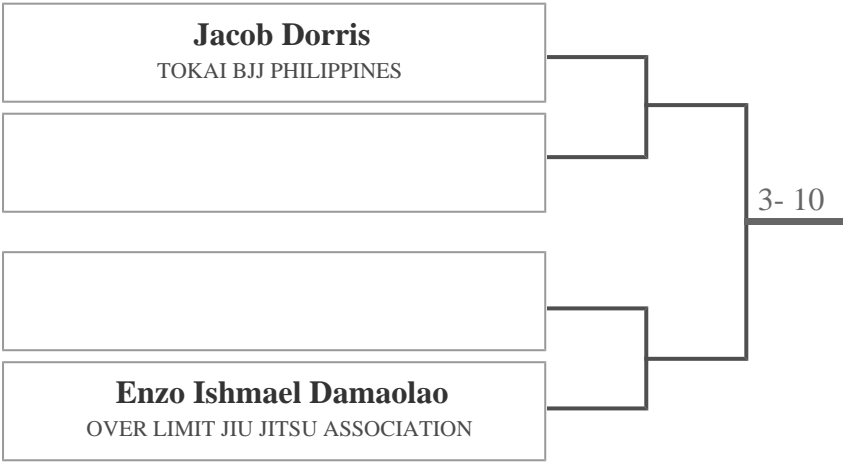 Jacob Dorris
TOKAI BJJ PHILIPPINES
3- 10
Enzo Ishmael Damaolao
OVER LIMIT JIU JITSU ASSOCIATION